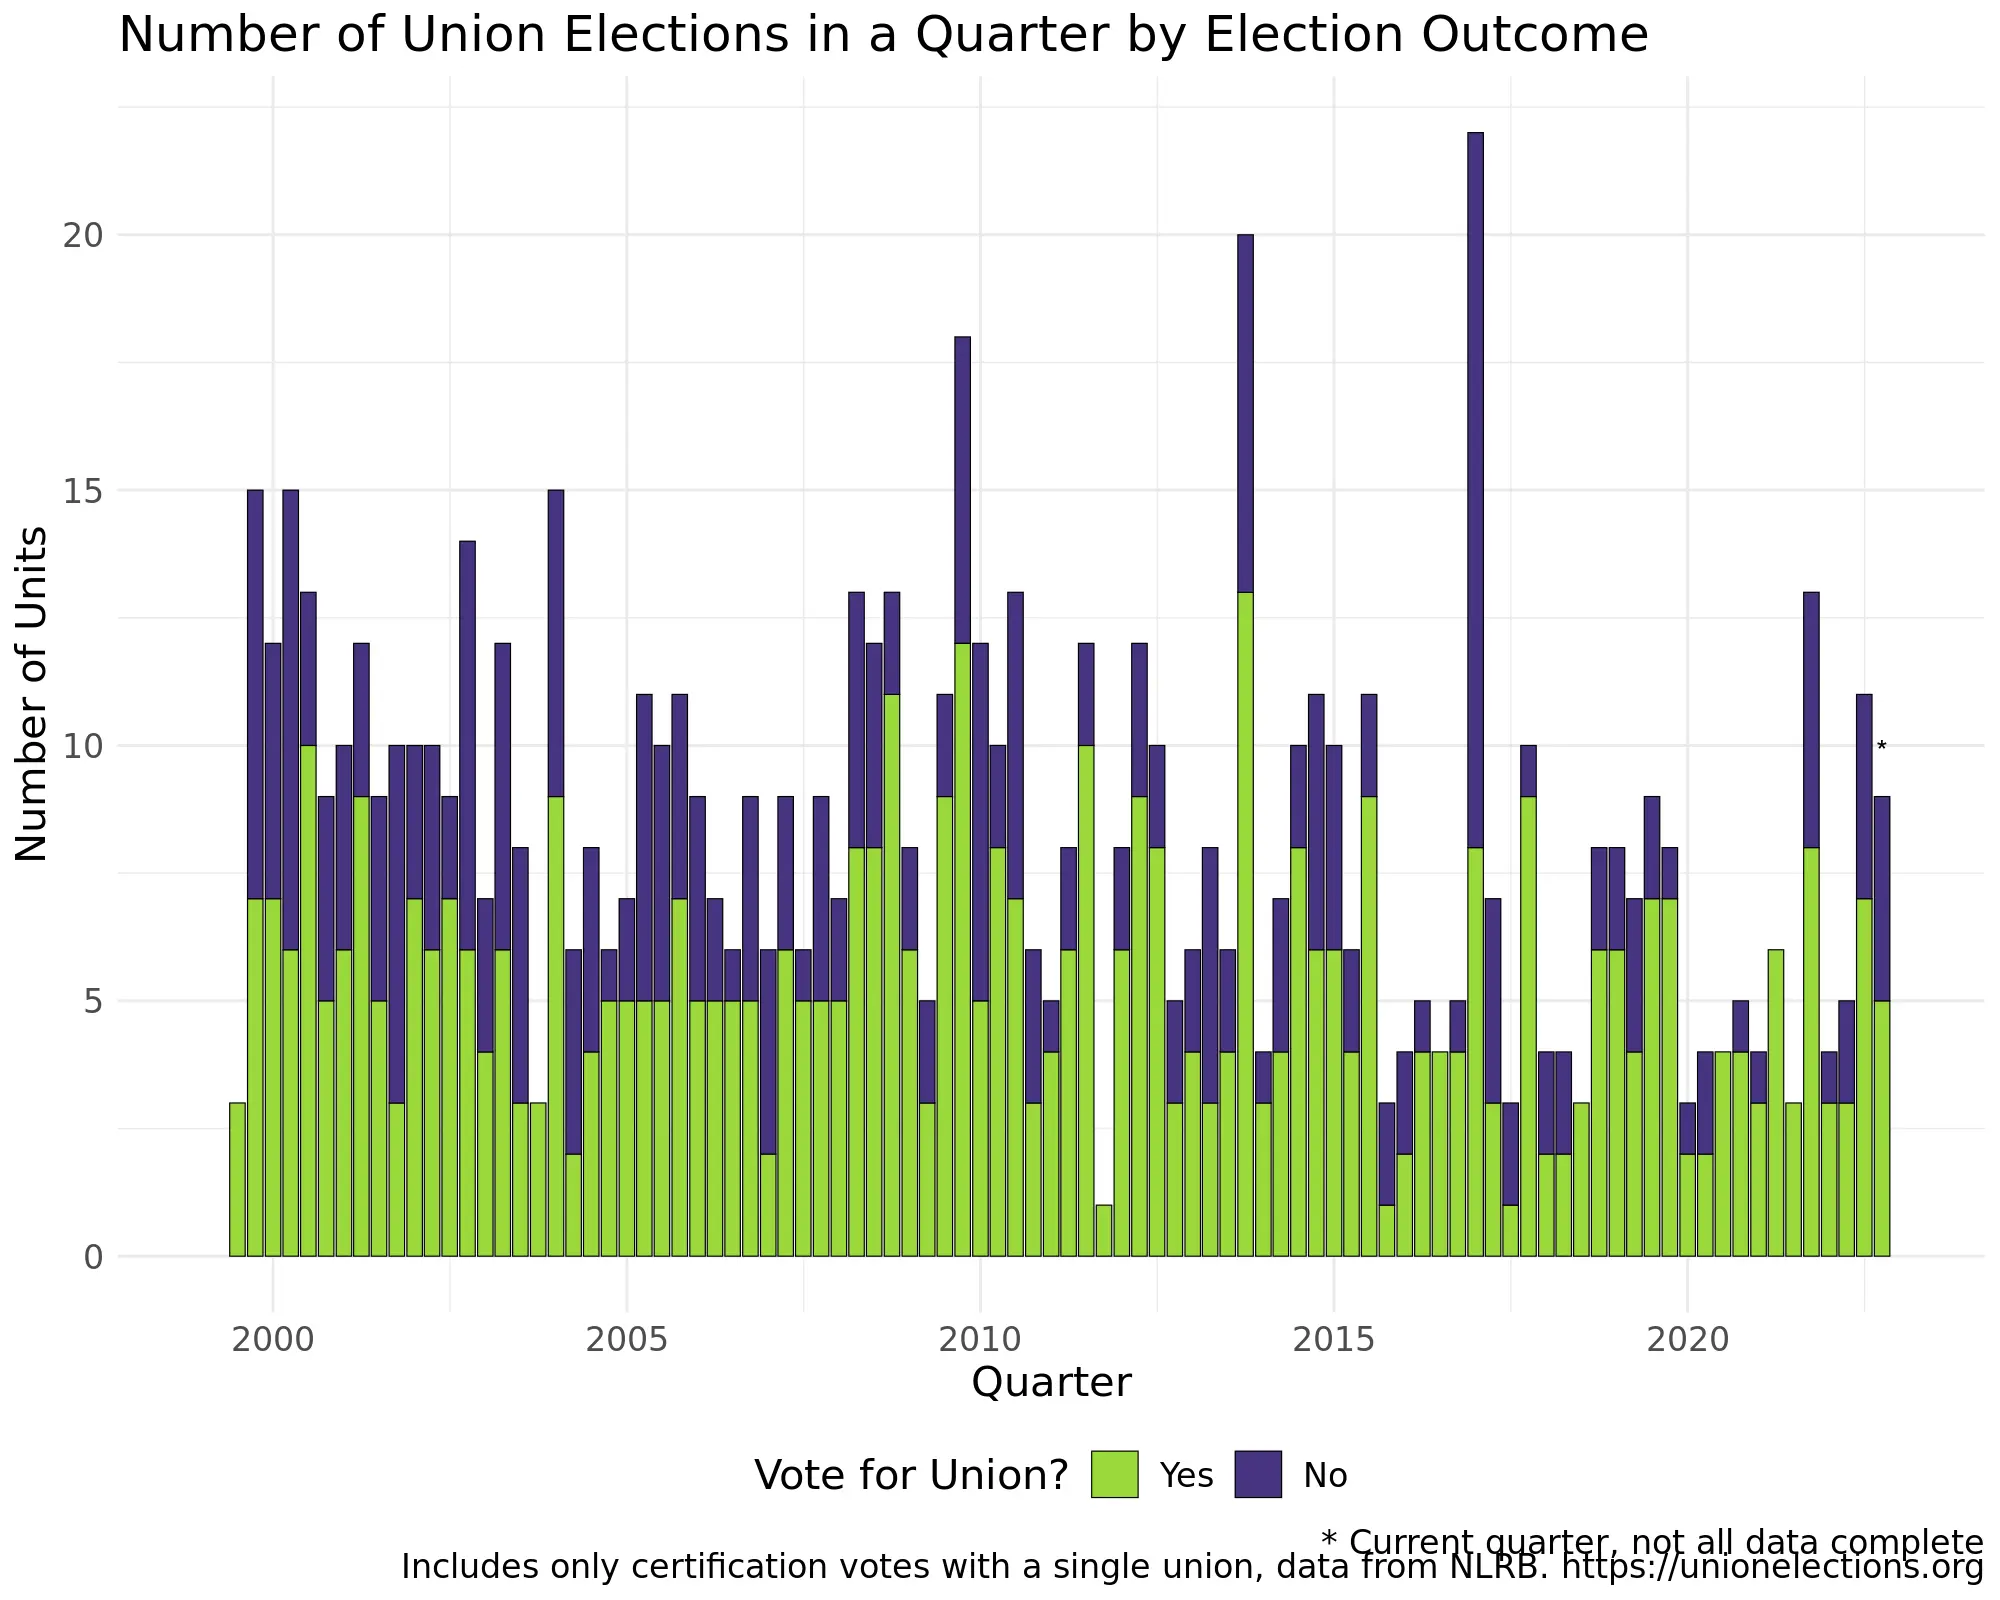 Number of Union Elections in a Quarter by Election Outcome
Number of Units
20
15
10
5
0
*
2000 2005 2010 2015 2020
Quarter
Vote for Union? Yes No
* Current quarter, not all data complete
Includes only certification votes with a single union, data from NLRB. https://unionelections.org